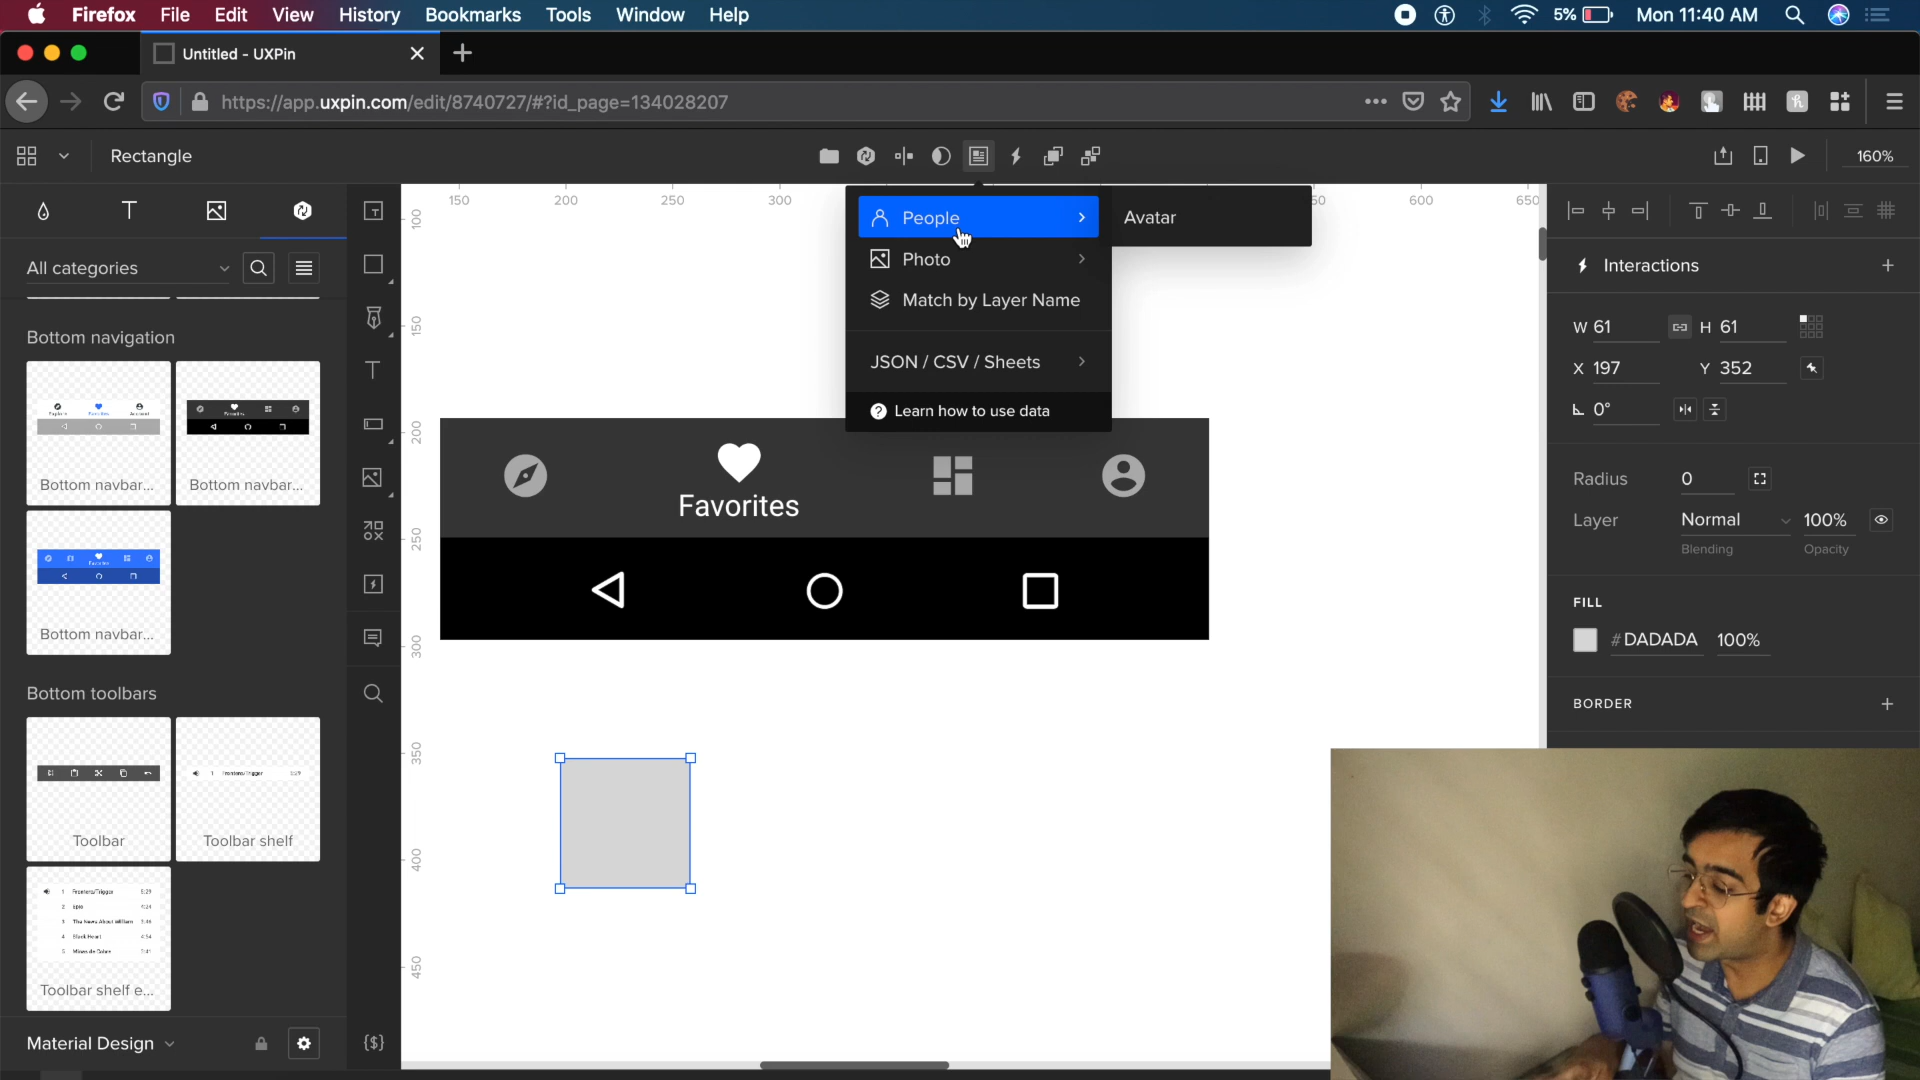 Firefox File Edit View History Bookmarks Tools Window Help 5% Mon 11:40 AM
Untitled - UXPin
https://app.uxpin.com/edit/8740727/#?id_page=134028207
Rectangle 160%
150 200 250 300 50 600 650
People Avatar
Photo
Match by Layer Name
JSON / CSV / Sheets
Learn how to use data
All categories
Bottom navigation
Bottom navbar...
Bottom navbar...
Bottom navbar...
Bottom toolbars
Toolbar
Toolbar shelf
Toolbar shelf e...
Material Design
{$}
100
150
200
250
300
350
400
450
Favorites
Interactions
W 61 H 61
X 197 Y 352
0°
Radius 0
Layer Normal 100%
Blending Opacity
FILL
#DADADA 100%
BORDER